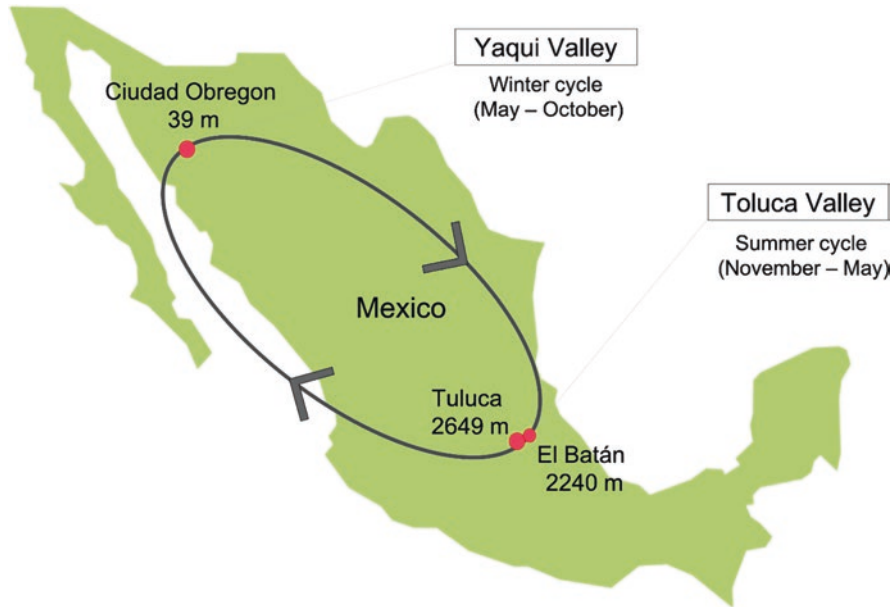 Yaqui Valley
Winter cycle
(May – October)
Ciudad Obregon
39 m
Toluca Valley
Summer cycle
(November – May)
Mexico
Tuluca
2649 m
El Batán
2240 m